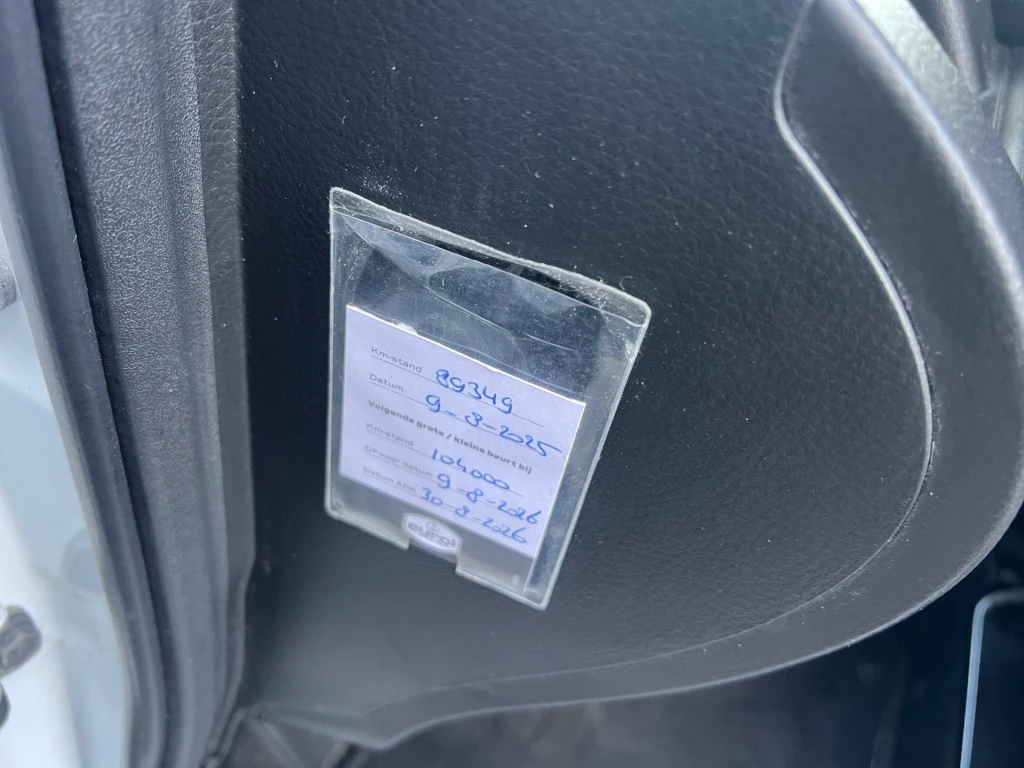 Km-stand 89349
Datum 9-8-2025
Volgende grote / kleine beurt bij
Km-stand 104000
Of voor datum 9-8-2026
Datum APK 30-8-2026
eurol